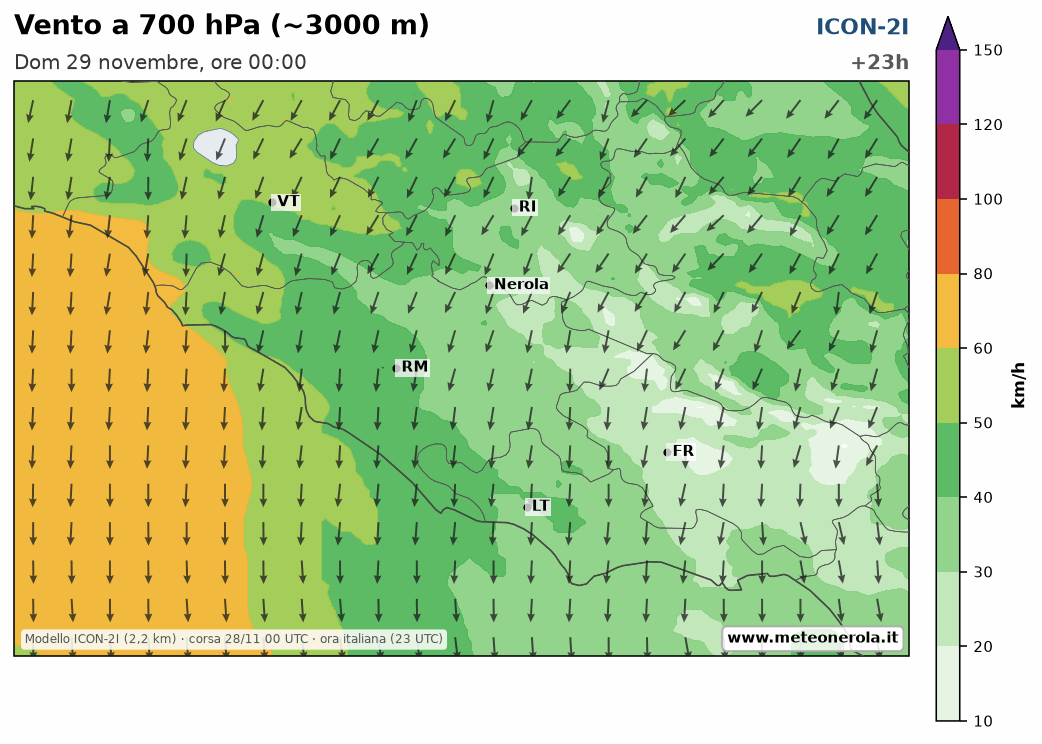 Vento a 700 hPa (~3000 m)
ICON-2I
Dom 29 novembre, ore 00:00
+23h
150
120
100
80
60
50
40
30
20
10
km/h
VT
RI
Nerola
RM
FR
LT
Modello ICON-2I (2,2 km) · corsa 28/11 00 UTC · ora italiana (23 UTC)
www.meteonerola.it